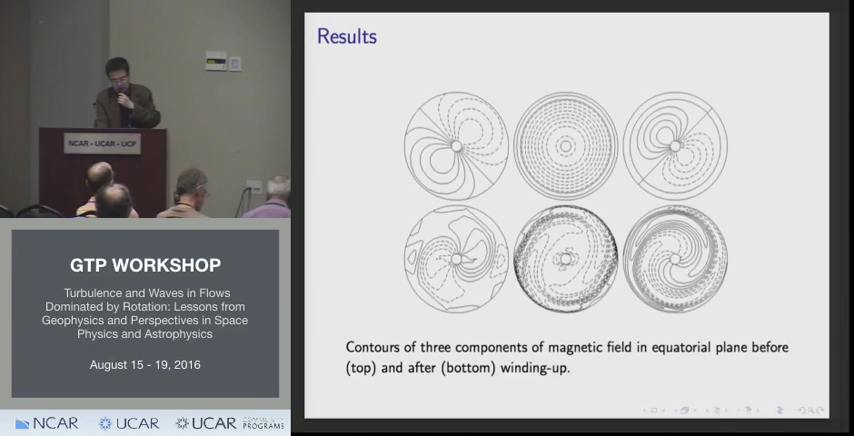 NCAR - UCAR - UCP
GTP WORKSHOP
Turbulence and Waves in Flows
Dominated by Rotation: Lessons from
Geophysics and Perspectives in Space
Physics and Astrophysics
August 15 - 19, 2016
NCAR UCAR UCAR
PROGRAMS
Results
Contours of three components of magnetic field in equatorial plane before
(top) and after (bottom) winding-up.